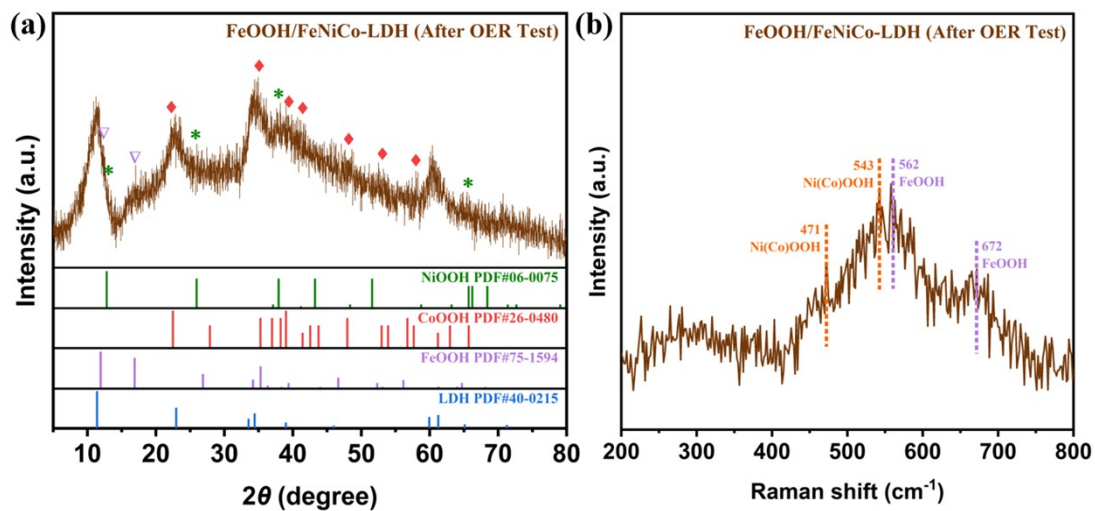 (a)
FeOOH/FeNiCo-LDH (After OER Test)
Intensity (a.u.)
NiOOH PDF#06-0075
CoOOH PDF#26-0480
FeOOH PDF#75-1594
LDH PDF#40-0215
10 20 30 40 50 60 70 80
2θ (degree)
(b)
FeOOH/FeNiCo-LDH (After OER Test)
Intensity (a.u.)
543
Ni(Co)OOH
562
FeOOH
471
Ni(Co)OOH
672
FeOOH
200 300 400 500 600 700 800
Raman shift (cm⁻¹)